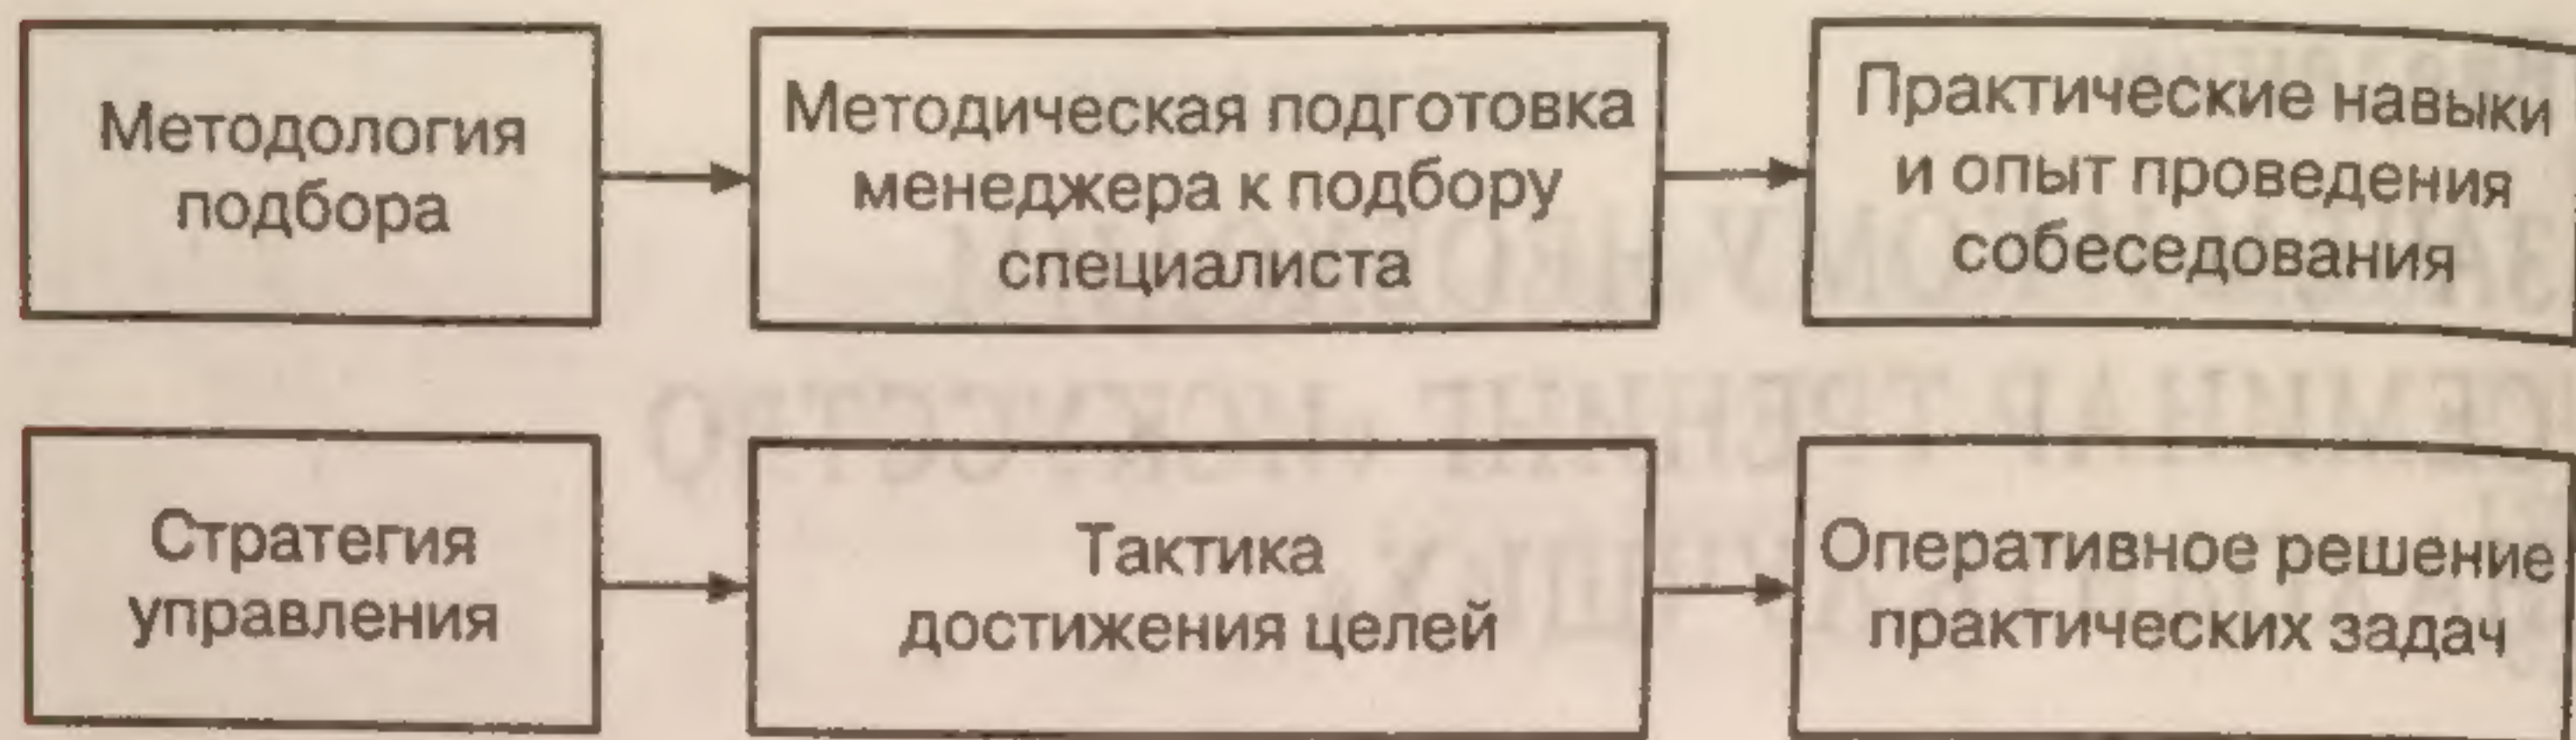 Методология
подбора
Методическая подготовка
менеджера к подбору
специалиста
Практические навыки
и опыт проведения
собеседования
Стратегия
управления
Тактика
достижения целей
Оперативное решение
практических задач